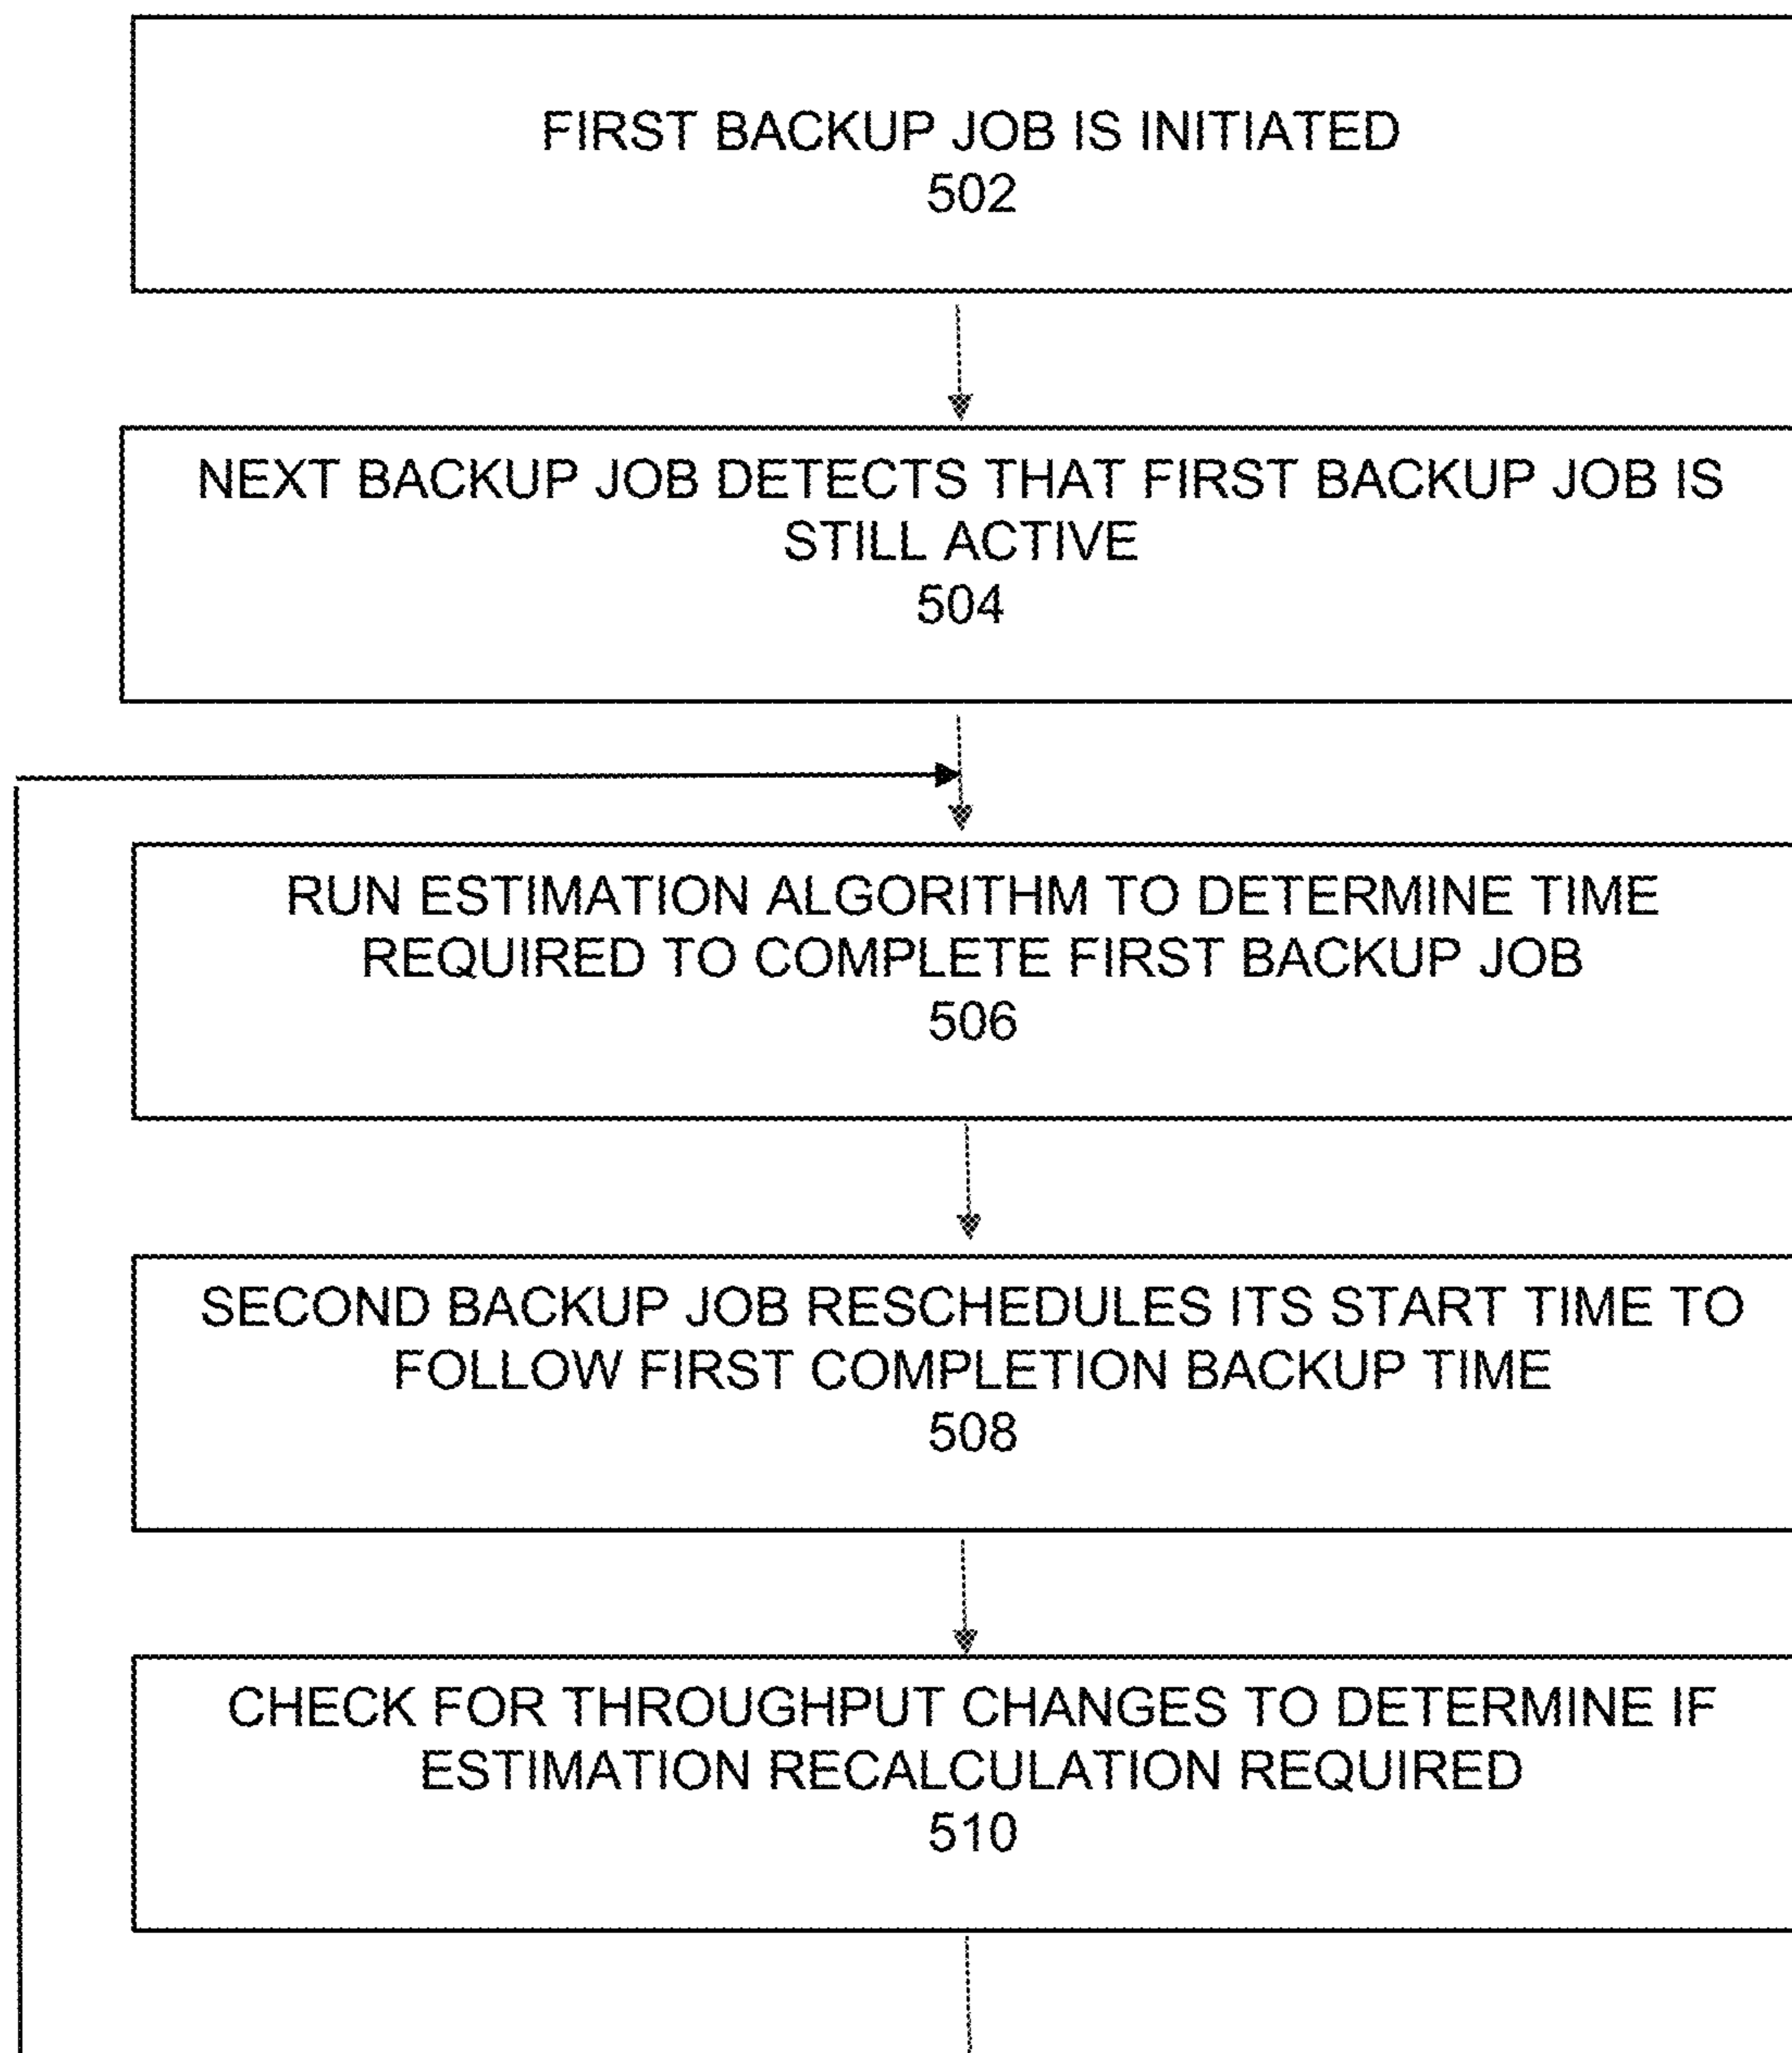 FIRST BACKUP JOB IS INITIATED
502
NEXT BACKUP JOB DETECTS THAT FIRST BACKUP JOB IS
STILL ACTIVE
504
RUN ESTIMATION ALGORITHM TO DETERMINE TIME
REQUIRED TO COMPLETE FIRST BACKUP JOB
506
SECOND BACKUP JOB RESCHEDULES ITS START TIME TO
FOLLOW FIRST COMPLETION BACKUP TIME
508
CHECK FOR THROUGHPUT CHANGES TO DETERMINE IF
ESTIMATION RECALCULATION REQUIRED
510